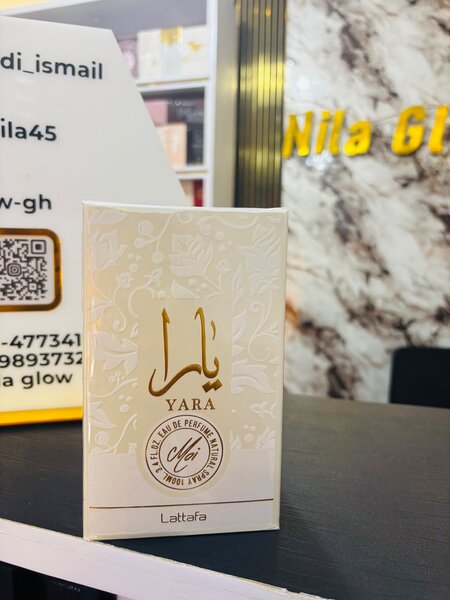 di_ismail
ila45
w-gh
-477341
9893732
a glow
Nila Gl
يارا
YARA
3.4 FL.OZ. EAU DE PERFUME NATURAL SPRAY 100ML.
Moi
Lattafa